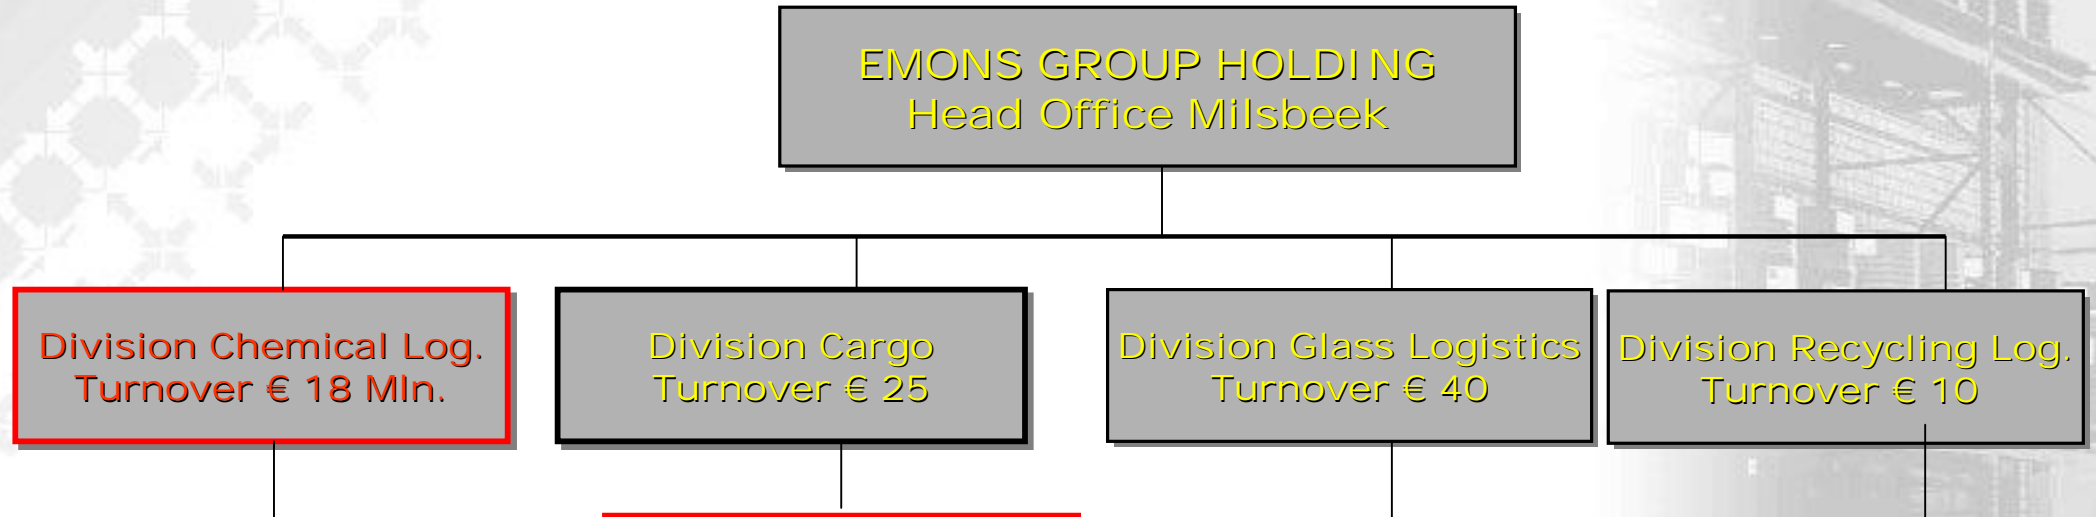 EMONS GROUP HOLDING
Head Office Milsbeek
Division Chemical Log.
Turnover € 18 Mln.
Division Cargo
Turnover € 25
Division Glass Logistics
Turnover € 40
Division Recycling Log.
Turnover € 10